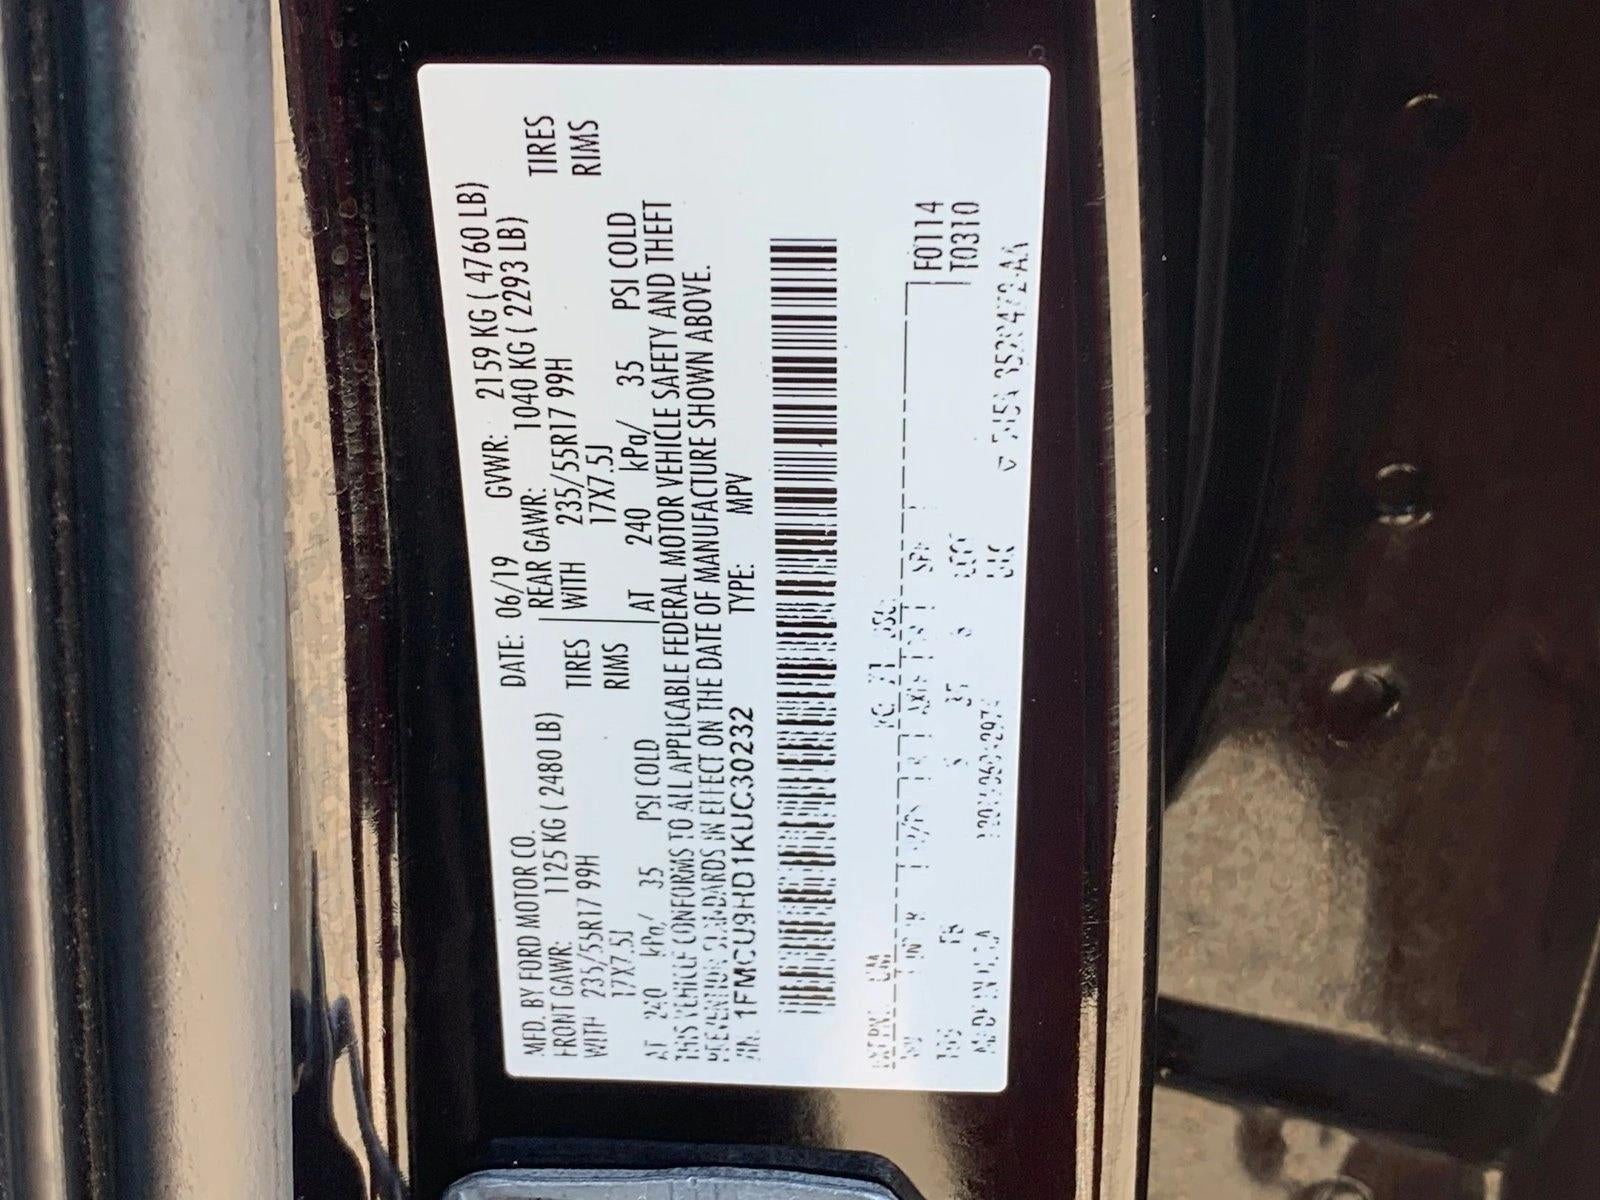 MFD. BY FORD MOTOR CO. DATE: 06/19 GVWR: 2159 KG ( 4760 LB)
FRONT GAWR: 1125 KG ( 2480 LB) REAR GAWR: 1040 KG ( 2293 LB)
WITH 235/55R17 99H TIRES WITH 235/55R17 99H TIRES
17X7.5J RIMS 17X7.5J RIMS
AT 240 kPa/ 35 PSI COLD AT 240 kPa/ 35 PSI COLD
THIS VEHICLE CONFORMS TO ALL APPLICABLE FEDERAL MOTOR VEHICLE SAFETY AND THEFT
PREVENTION STANDARDS IN EFFECT ON THE DATE OF MANUFACTURE SHOWN ABOVE.
VIN: 1FMCU9HD1KUC30232 TYPE: MPV
F0114
T0310
MADE IN U.S.A.